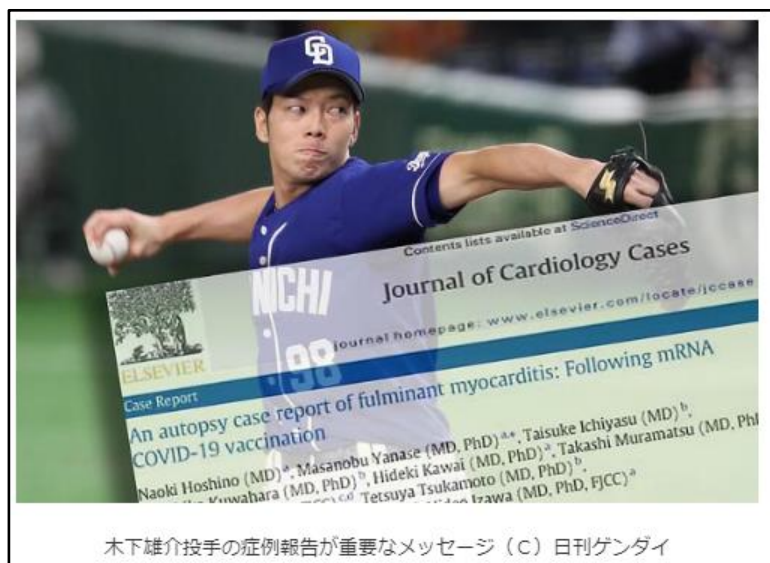 CD
Dragons
NICHI
98
Contents lists available at ScienceDirect
Journal of Cardiology Cases
journal homepage: www.elsevier.com/locate/jccase
ELSEVIER
Case Report
An autopsy case report of fulminant myocarditis: Following mRNA
COVID-19 vaccination
Naoki Hoshino (MD)ᵃ, Masanobu Yanase (MD, PhD)ᵃ,*, Taisuke Ichiyasu (MD)ᵇ,
Kuwahara (MD, PhD)ᵇ, Hideki Kawai (MD, PhD)ᵃ, Takashi Muramatsu (MD, PhD
FJCC)ᶜ,ᵈ, Tetsuya Tsukamoto (MD, PhD)ᵇ,
Izawa (MD, PhD, FJCC)ᵃ
木下雄介投手の症例報告が重要なメッセージ（C）日刊ゲンダイ